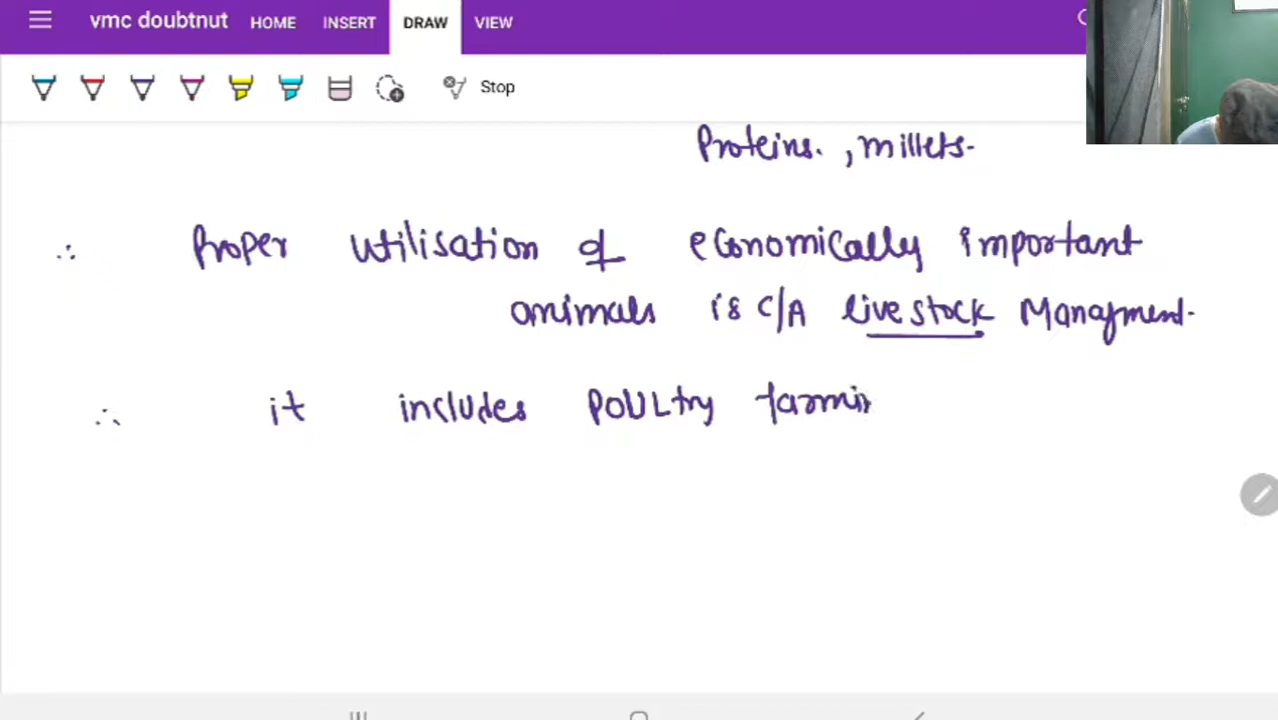 vmc doubtnut HOME INSERT DRAW VIEW
Stop
Proteins. , millets.
∴ Proper utilisation of economically important
animals is C/A livestock Managment.
∴ it includes POULtry farmin